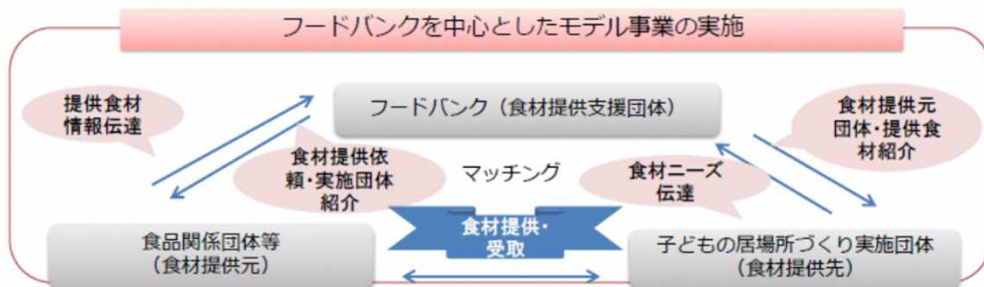 フードバンクを中心としたモデル事業の実施
フードバンク（食材提供支援団体）
提供食材
情報伝達
食材提供依
頼・実施団体
紹介
マッチング
食材ニーズ
伝達
食材提供元
団体・提供食
材紹介
食品関係団体等
（食材提供元）
食材提供・
受取
子どもの居場所づくり実施団体
（食材提供先）